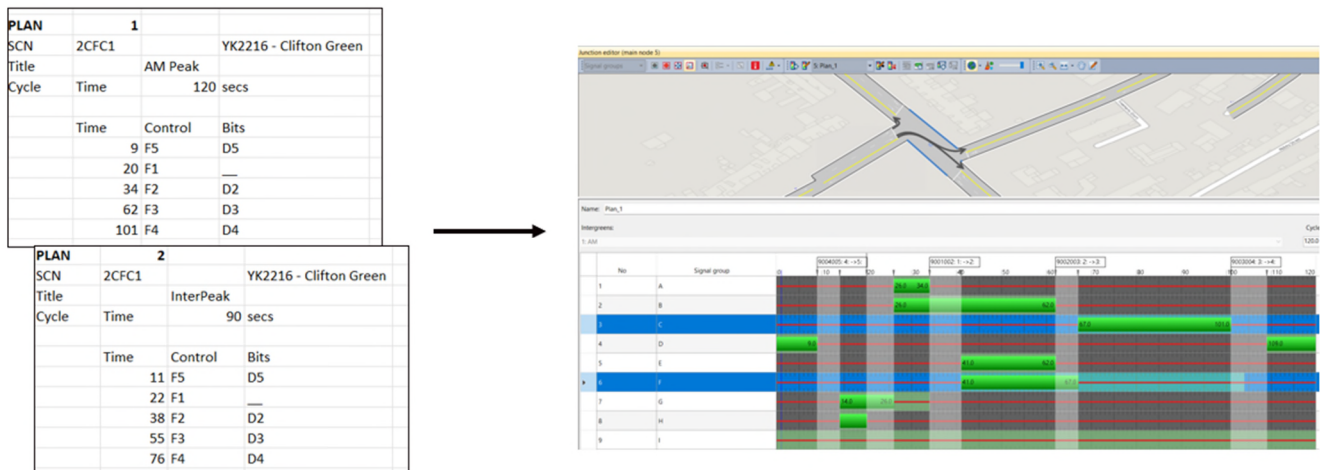 PLAN 1
SCN 2CFC1 YK2216 - Clifton Green
Title AM Peak
Cycle Time 120 secs
Time Control Bits
9 F5 D5
20 F1 __
34 F2 D2
62 F3 D3
101 F4 D4
PLAN 2
SCN 2CFC1 YK2216 - Clifton Green
Title InterPeak
Cycle Time 90 secs
Time Control Bits
11 F5 D5
22 F1 __
38 F2 D2
55 F3 D3
76 F4 D4
Junction editor (main node 5)
Signal groups 5: Plan_1
Name: Plan_1
Intergreens: Cycle
1: AM 120.0
9004005: 4: ->5: 9001002: 1: ->2: 9002003: 2: ->3: 9003004: 3: ->4:
No Signal group 0 10 20 30 40 50 60 70 80 90 100 110 120
1 A 26.0 34.0
2 B 26.0 62.0
3 C 67.0 101.0
4 D 9.0 109.0
5 E 41.0 62.0
6 F 41.0 67.0
7 G 14.0 26.0
8 H
9 I